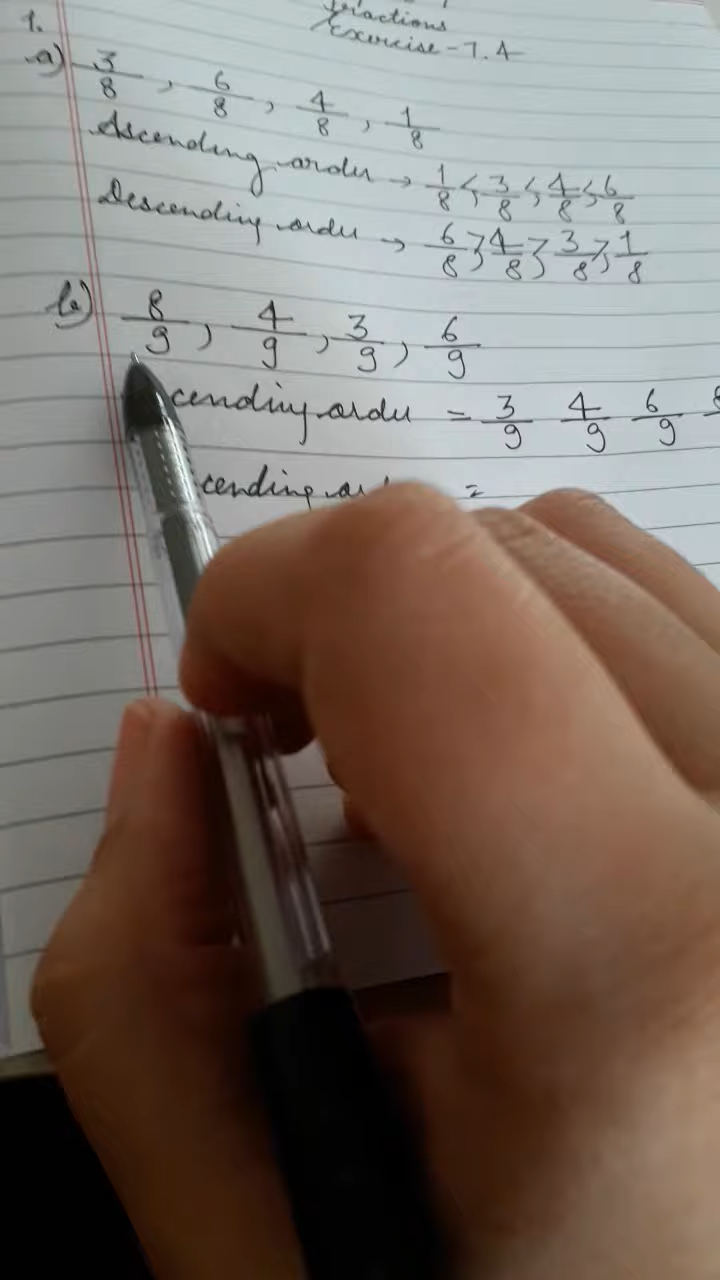 fractions
Exercise - 7.4
1.
a) 3/8, 6/8, 4/8, 1/8
Ascending order → 1/8 < 3/8 < 4/8 < 6/8
Descending order → 6/8 > 4/8 > 3/8 > 1/8
b) 8/9, 4/9, 3/9, 6/9
cending order = 3/9 4/9 6/9
cending =